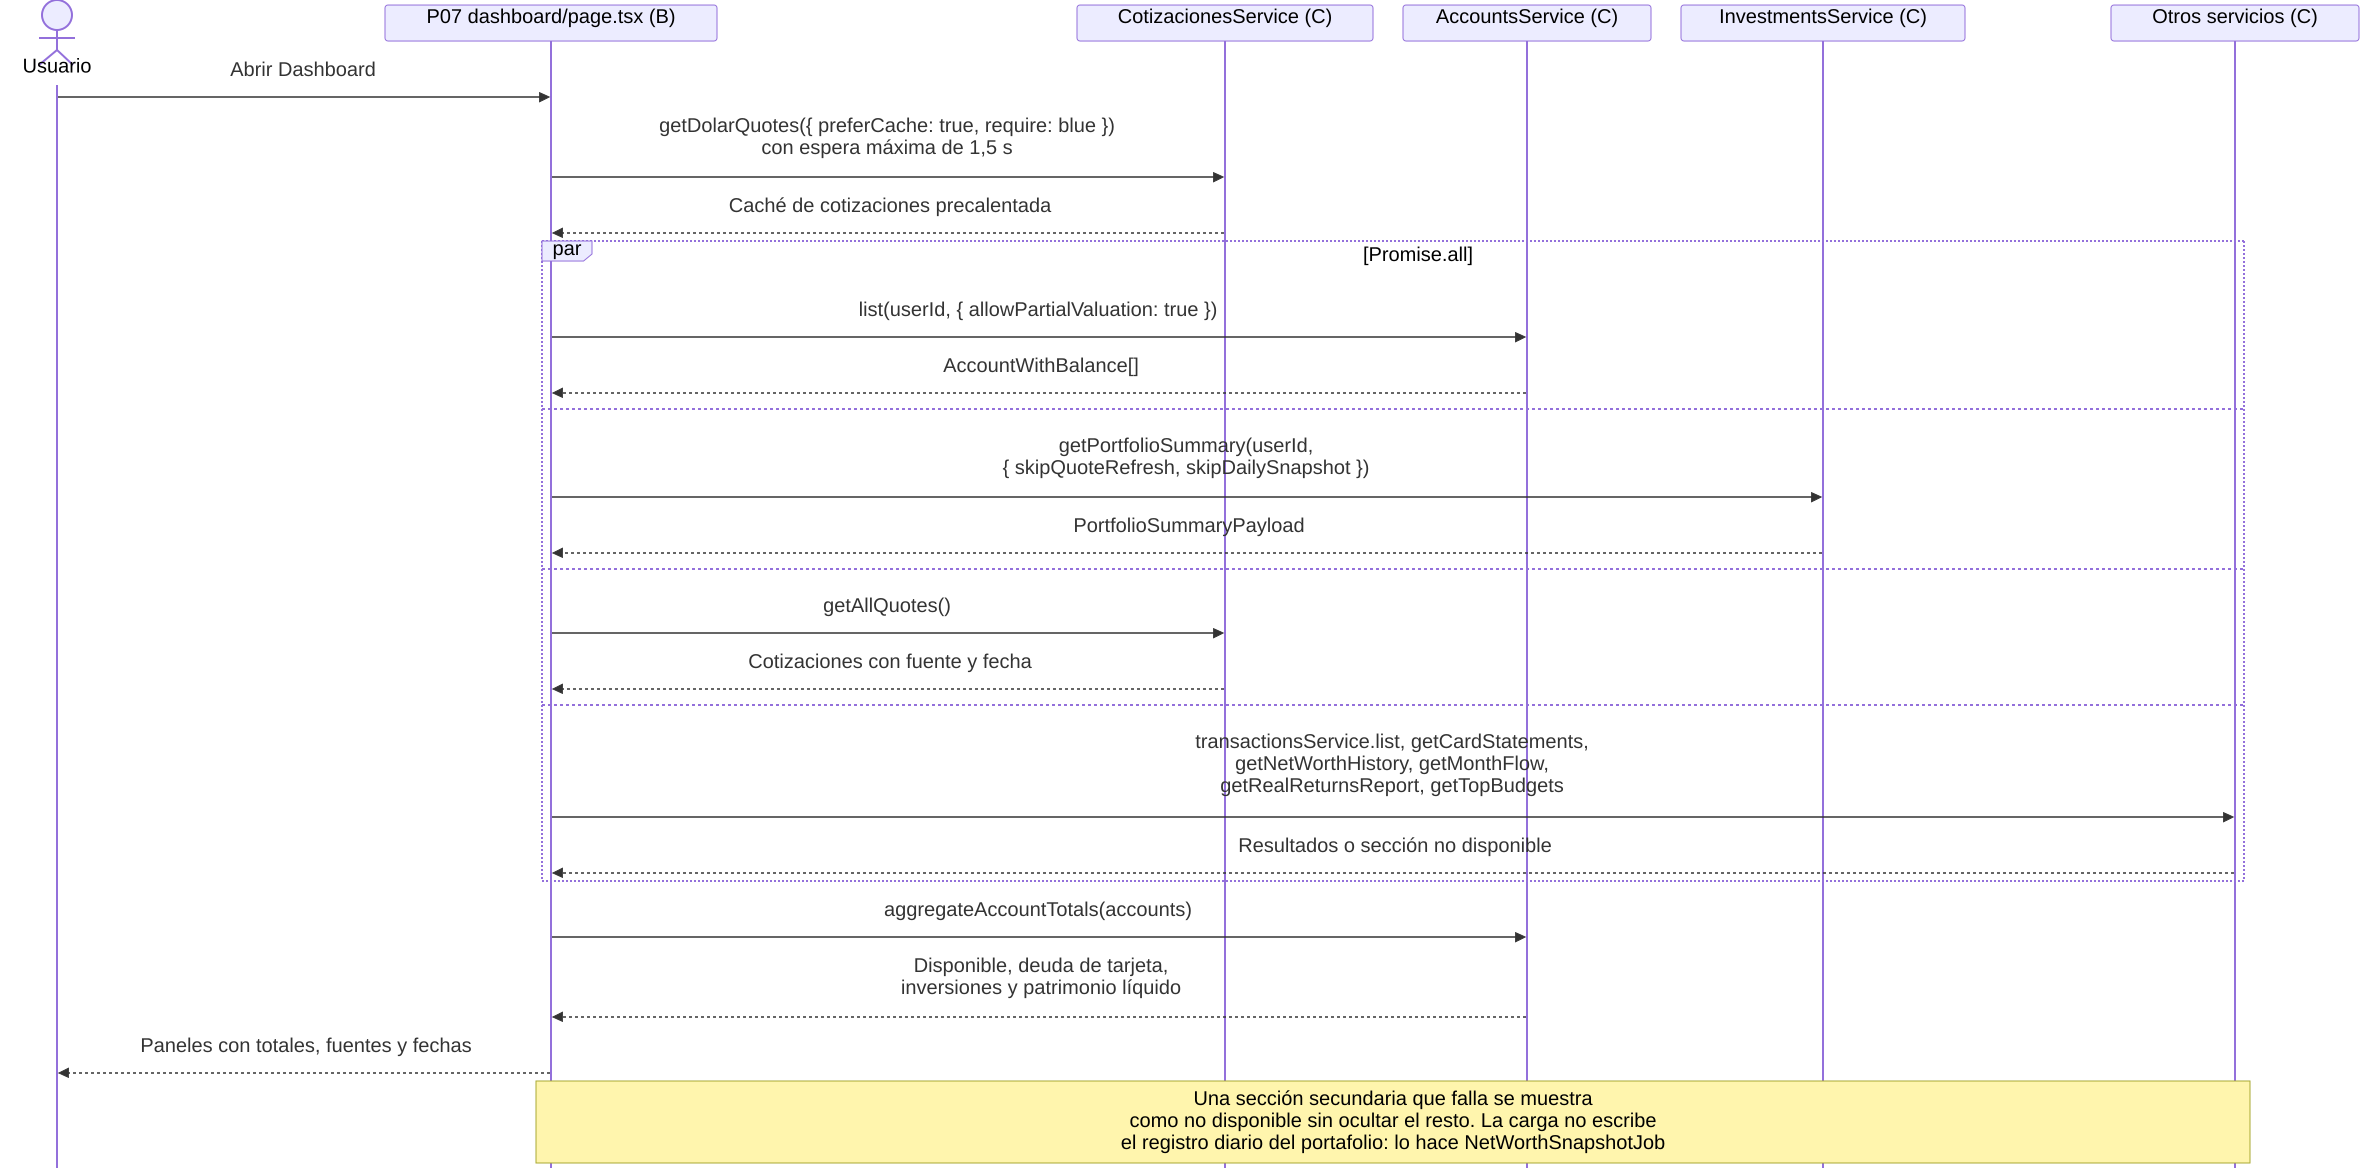 Usuario
P07 dashboard/page.tsx (B)
CotizacionesService (C)
AccountsService (C)
InvestmentsService (C)
Otros servicios (C)
Abrir Dashboard
getDolarQuotes({ preferCache: true, require: blue })
con espera máxima de 1,5 s
Caché de cotizaciones precalentada
par
[Promise.all]
list(userId, { allowPartialValuation: true })
AccountWithBalance[]
getPortfolioSummary(userId,
{ skipQuoteRefresh, skipDailySnapshot })
PortfolioSummaryPayload
getAllQuotes()
Cotizaciones con fuente y fecha
transactionsService.list, getCardStatements,
getNetWorthHistory, getMonthFlow,
getRealReturnsReport, getTopBudgets
Resultados o sección no disponible
aggregateAccountTotals(accounts)
Disponible, deuda de tarjeta,
inversiones y patrimonio líquido
Paneles con totales, fuentes y fechas
Una sección secundaria que falla se muestra
como no disponible sin ocultar el resto. La carga no escribe
el registro diario del portafolio: lo hace NetWorthSnapshotJob